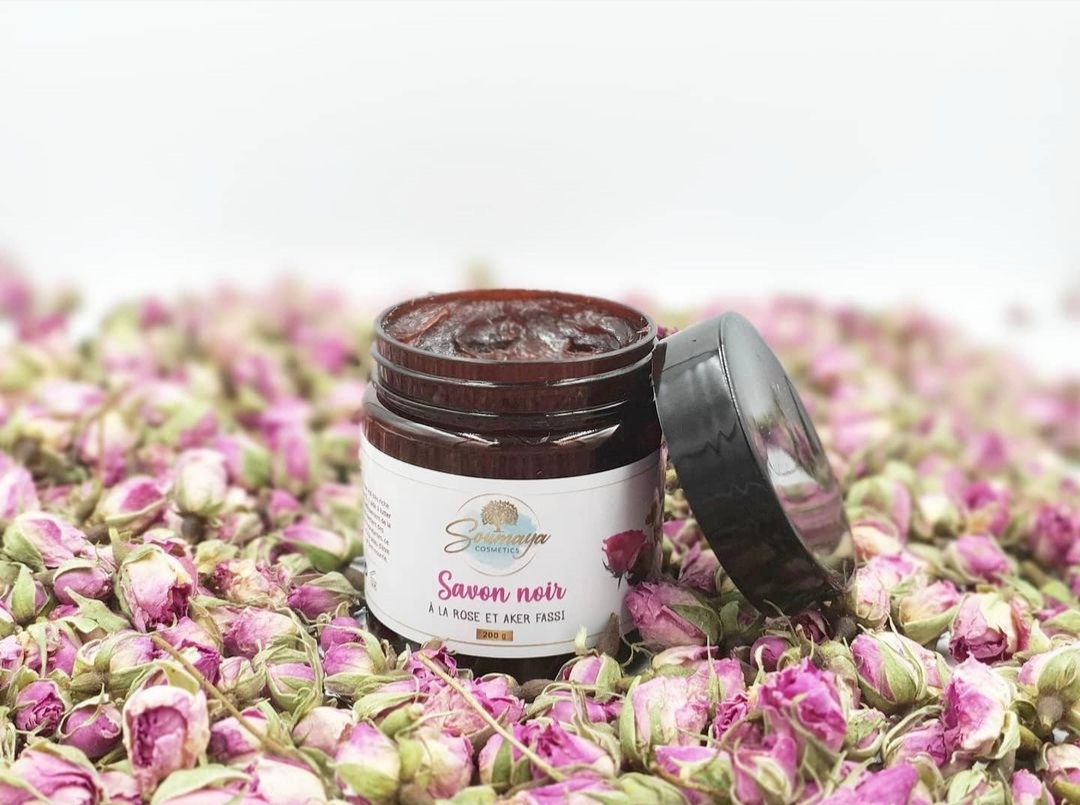 Soumaya
COSMETICS
Savon noir
À LA ROSE ET AKER FASSI
200 g